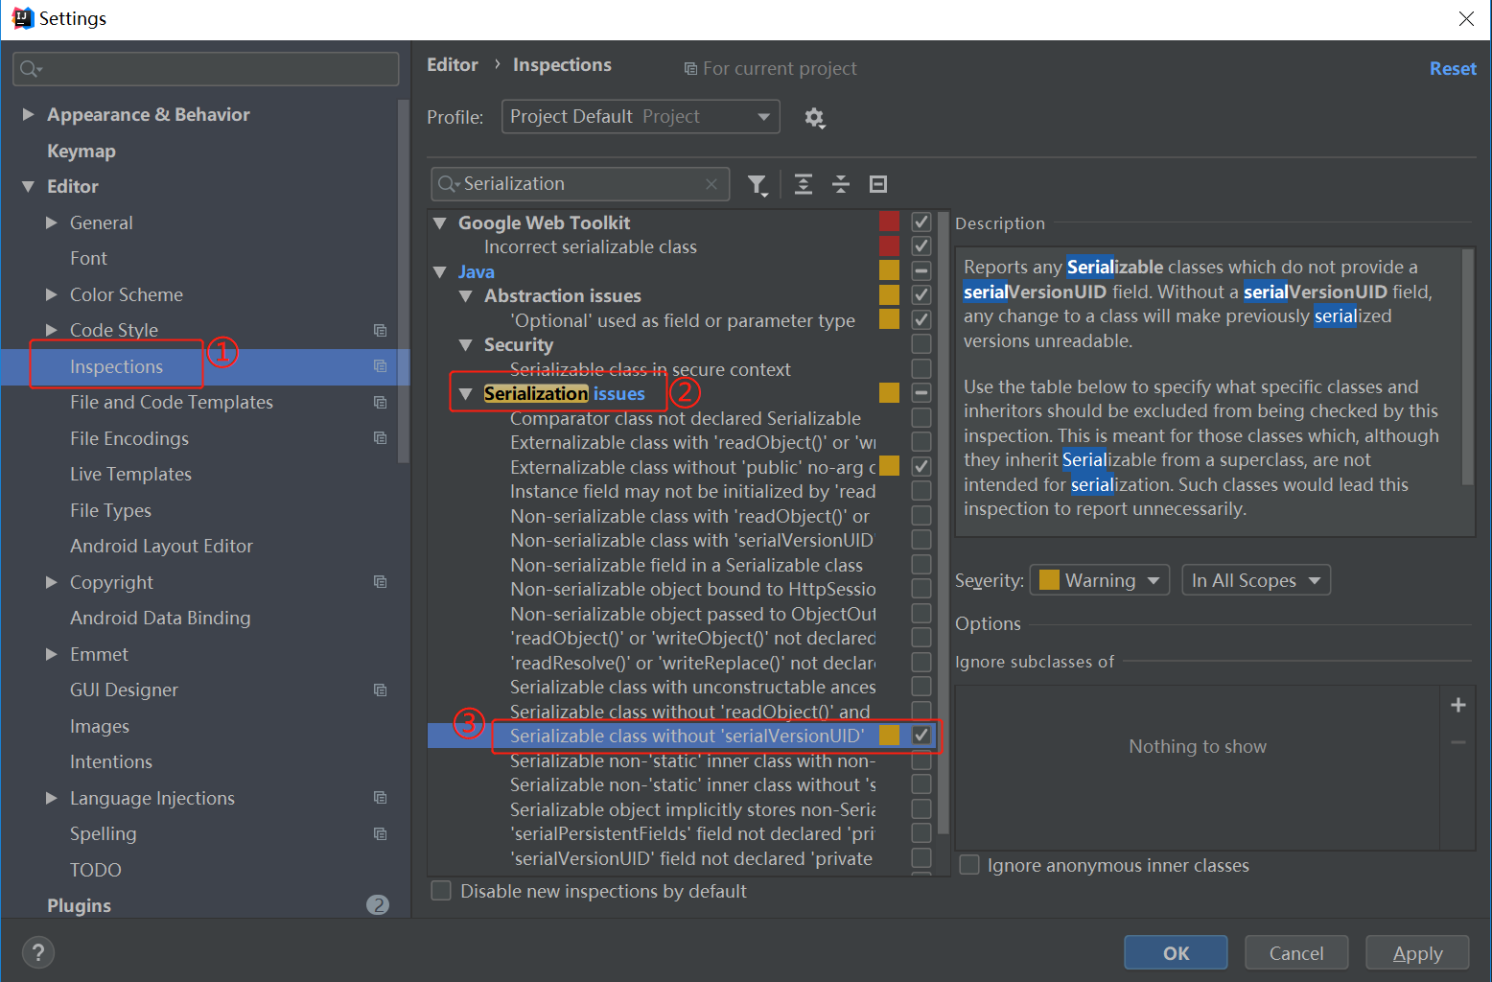 Settings
Editor › Inspections
For current project
Reset
Profile:
Project Default Project
Appearance & Behavior
Keymap
Editor
General
Font
Color Scheme
Code Style
Inspections
①
File and Code Templates
File Encodings
Live Templates
File Types
Android Layout Editor
Copyright
Android Data Binding
Emmet
GUI Designer
Images
Intentions
Language Injections
Spelling
TODO
Plugins
2
Serialization
Google Web Toolkit
Incorrect serializable class
Java
Abstraction issues
'Optional' used as field or parameter type
Security
Serializable class in secure context
Serialization issues
②
Comparator class not declared Serializable
Externalizable class with 'readObject()' or 'wr
Externalizable class without 'public' no-arg c
Instance field may not be initialized by 'read
Non-serializable class with 'readObject()' or
Non-serializable class with 'serialVersionUID'
Non-serializable field in a Serializable class
Non-serializable object bound to HttpSessio
Non-serializable object passed to ObjectOut
'readObject()' or 'writeObject()' not declared
'readResolve()' or 'writeReplace()' not declar
Serializable class with unconstructable ances
Serializable class without 'readObject()' and
③
Serializable class without 'serialVersionUID'
Serializable non-'static' inner class with non-
Serializable non-'static' inner class without 's
Serializable object implicitly stores non-Seria
'serialPersistentFields' field not declared 'pri
'serialVersionUID' field not declared 'private
Disable new inspections by default
Description
Reports any Serializable classes which do not provide a
serialVersionUID field. Without a serialVersionUID field,
any change to a class will make previously serialized
versions unreadable.
Use the table below to specify what specific classes and
inheritors should be excluded from being checked by this
inspection. This is meant for those classes which, although
they inherit Serializable from a superclass, are not
intended for serialization. Such classes would lead this
inspection to report unnecessarily.
Severity:
Warning
In All Scopes
Options
Ignore subclasses of
Nothing to show
Ignore anonymous inner classes
?
OK
Cancel
Apply